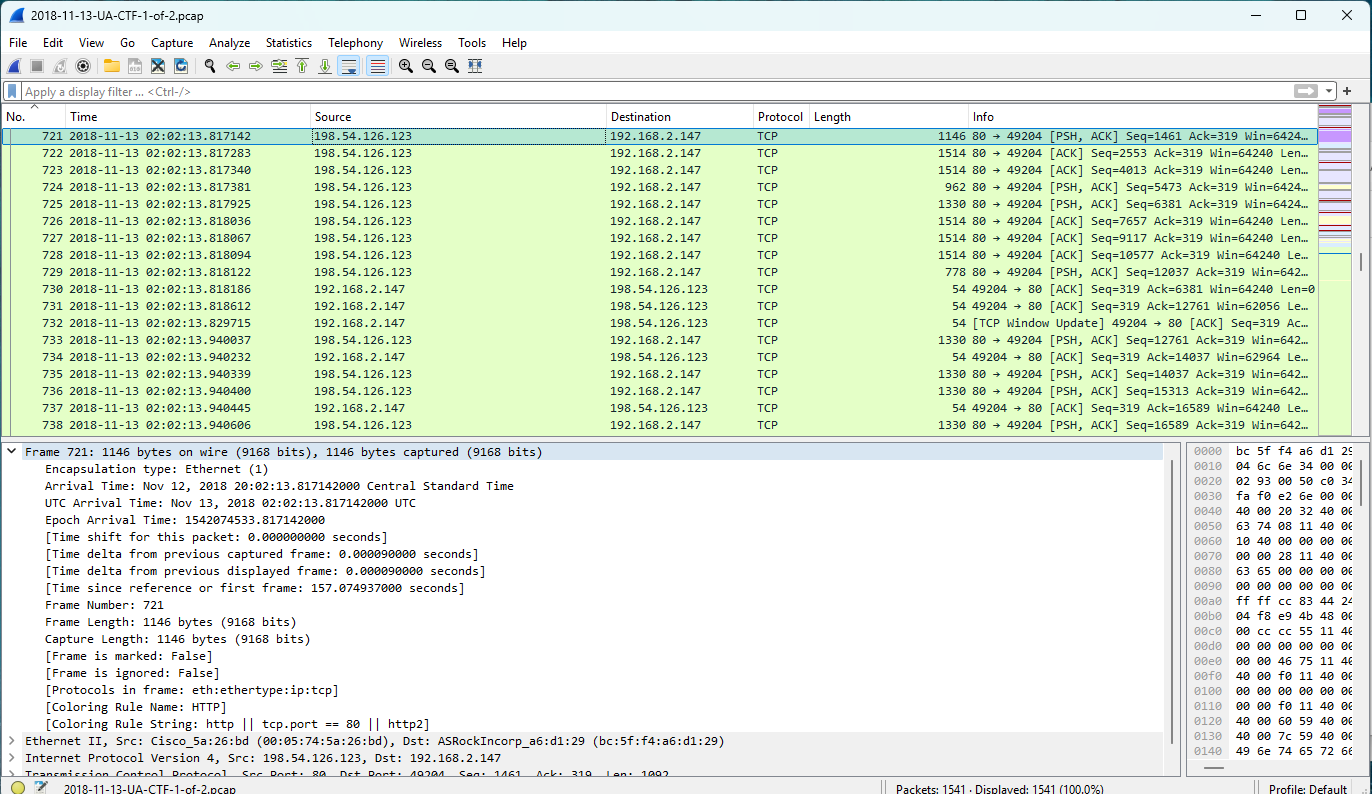 2018-11-13-UA-CTF-1-of-2.pcap
File Edit View Go Capture Analyze Statistics Telephony Wireless Tools Help
Apply a display filter ... <Ctrl-/>
No. Time Source Destination Protocol Length Info
721 2018-11-13 02:02:13.817142 198.54.126.123 192.168.2.147 TCP 1146 80 → 49204 [PSH, ACK] Seq=1461 Ack=319 Win=6424…
722 2018-11-13 02:02:13.817283 198.54.126.123 192.168.2.147 TCP 1514 80 → 49204 [ACK] Seq=2553 Ack=319 Win=64240 Len…
723 2018-11-13 02:02:13.817340 198.54.126.123 192.168.2.147 TCP 1514 80 → 49204 [ACK] Seq=4013 Ack=319 Win=64240 Len…
724 2018-11-13 02:02:13.817381 198.54.126.123 192.168.2.147 TCP 962 80 → 49204 [PSH, ACK] Seq=5473 Ack=319 Win=6424…
725 2018-11-13 02:02:13.817925 198.54.126.123 192.168.2.147 TCP 1330 80 → 49204 [PSH, ACK] Seq=6381 Ack=319 Win=6424…
726 2018-11-13 02:02:13.818036 198.54.126.123 192.168.2.147 TCP 1514 80 → 49204 [ACK] Seq=7657 Ack=319 Win=64240 Len…
727 2018-11-13 02:02:13.818067 198.54.126.123 192.168.2.147 TCP 1514 80 → 49204 [ACK] Seq=9117 Ack=319 Win=64240 Len…
728 2018-11-13 02:02:13.818094 198.54.126.123 192.168.2.147 TCP 1514 80 → 49204 [ACK] Seq=10577 Ack=319 Win=64240 Le…
729 2018-11-13 02:02:13.818122 198.54.126.123 192.168.2.147 TCP 778 80 → 49204 [PSH, ACK] Seq=12037 Ack=319 Win=642…
730 2018-11-13 02:02:13.818186 192.168.2.147 198.54.126.123 TCP 54 49204 → 80 [ACK] Seq=319 Ack=6381 Win=64240 Len=0
731 2018-11-13 02:02:13.818612 192.168.2.147 198.54.126.123 TCP 54 49204 → 80 [ACK] Seq=319 Ack=12761 Win=62056 Le…
732 2018-11-13 02:02:13.829715 192.168.2.147 198.54.126.123 TCP 54 [TCP Window Update] 49204 → 80 [ACK] Seq=319 Ac…
733 2018-11-13 02:02:13.940037 198.54.126.123 192.168.2.147 TCP 1330 80 → 49204 [PSH, ACK] Seq=12761 Ack=319 Win=642…
734 2018-11-13 02:02:13.940232 192.168.2.147 198.54.126.123 TCP 54 49204 → 80 [ACK] Seq=319 Ack=14037 Win=62964 Le…
735 2018-11-13 02:02:13.940339 198.54.126.123 192.168.2.147 TCP 1330 80 → 49204 [PSH, ACK] Seq=14037 Ack=319 Win=642…
736 2018-11-13 02:02:13.940400 198.54.126.123 192.168.2.147 TCP 1330 80 → 49204 [PSH, ACK] Seq=15313 Ack=319 Win=642…
737 2018-11-13 02:02:13.940445 192.168.2.147 198.54.126.123 TCP 54 49204 → 80 [ACK] Seq=319 Ack=16589 Win=64240 Le…
738 2018-11-13 02:02:13.940606 198.54.126.123 192.168.2.147 TCP 1330 80 → 49204 [PSH, ACK] Seq=16589 Ack=319 Win=642…
Frame 721: 1146 bytes on wire (9168 bits), 1146 bytes captured (9168 bits)
Encapsulation type: Ethernet (1)
Arrival Time: Nov 12, 2018 20:02:13.817142000 Central Standard Time
UTC Arrival Time: Nov 13, 2018 02:02:13.817142000 UTC
Epoch Arrival Time: 1542074533.817142000
[Time shift for this packet: 0.000000000 seconds]
[Time delta from previous captured frame: 0.000090000 seconds]
[Time delta from previous displayed frame: 0.000090000 seconds]
[Time since reference or first frame: 157.074937000 seconds]
Frame Number: 721
Frame Length: 1146 bytes (9168 bits)
Capture Length: 1146 bytes (9168 bits)
[Frame is marked: False]
[Frame is ignored: False]
[Protocols in frame: eth:ethertype:ip:tcp]
[Coloring Rule Name: HTTP]
[Coloring Rule String: http || tcp.port == 80 || http2]
Ethernet II, Src: Cisco_5a:26:bd (00:05:74:5a:26:bd), Dst: ASRockIncorp_a6:d1:29 (bc:5f:f4:a6:d1:29)
Internet Protocol Version 4, Src: 198.54.126.123, Dst: 192.168.2.147
Transmission Control Protocol, Src Port: 80, Dst Port: 49204, Seq: 1461, Ack: 319, Len: 1092
0000 bc 5f f4 a6 d1 29
0010 04 6c 6e 34 00 00
0020 02 93 00 50 c0 34
0030 fa f0 e2 6e 00 00
0040 40 00 20 32 40 00
0050 63 74 08 11 40 00
0060 10 40 00 00 00 00
0070 00 00 28 11 40 00
0080 63 65 00 00 00 00
0090 00 00 00 00 00 00
00a0 ff ff cc 83 44 24
00b0 04 f8 e9 4b 48 00
00c0 00 cc cc 55 11 40
00d0 00 00 00 00 00 00
00e0 00 00 46 75 11 40
00f0 40 00 f0 11 40 00
0100 00 00 00 00 00 00
0110 00 00 f0 11 40 00
0120 40 00 60 59 40 00
0130 40 00 7c 59 40 00
0140 49 6e 74 65 72 66
2018-11-13-UA-CTF-1-of-2.pcap
Packets: 1541 · Displayed: 1541 (100.0%)
Profile: Default